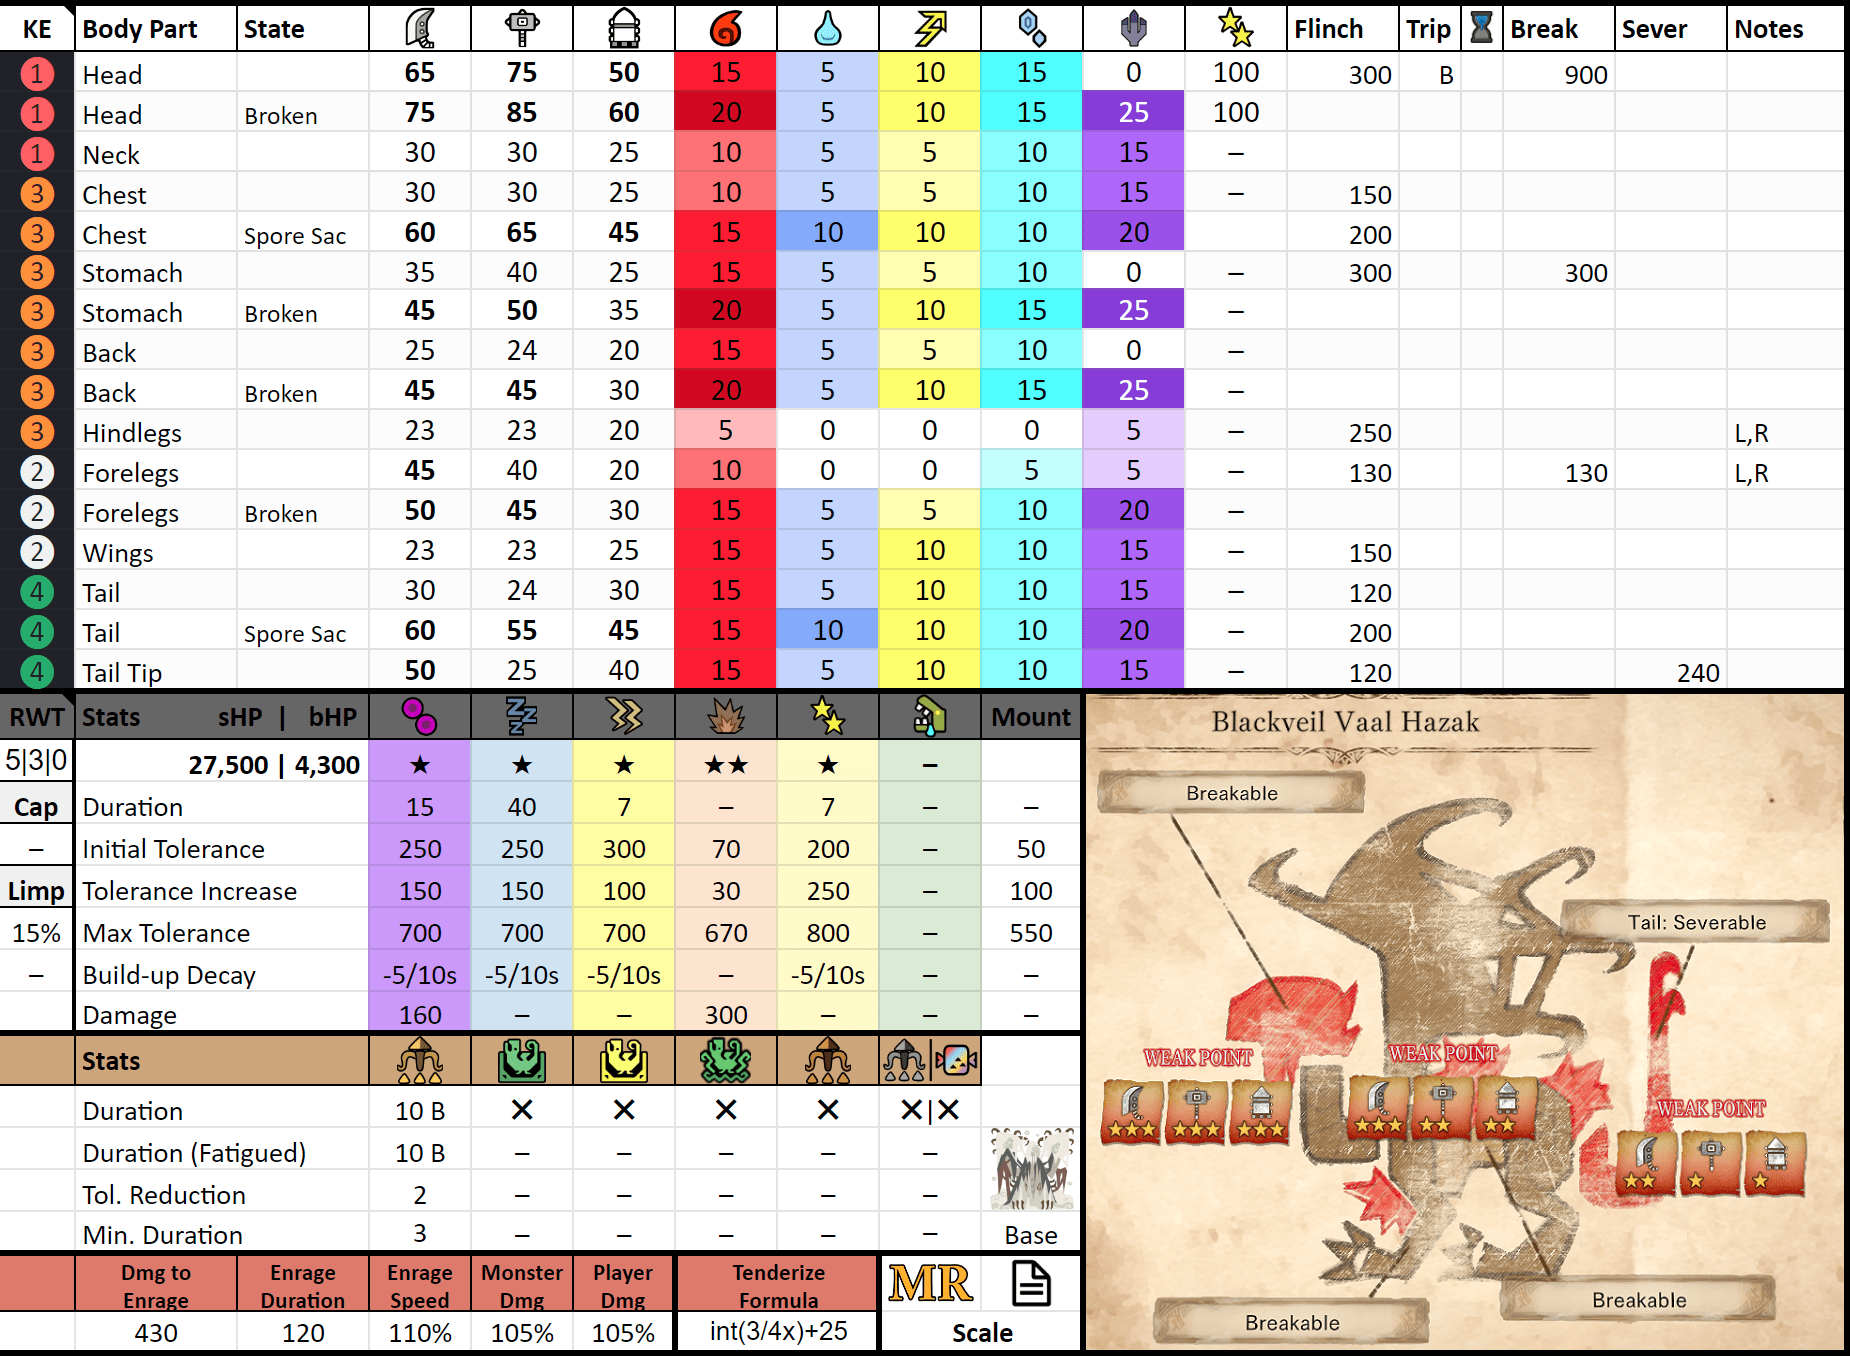 KE Body Part State Flinch Trip Break Sever Notes
1 Head 65 75 50 15 5 10 15 0 100 300 B 900
1 Head Broken 75 85 60 20 5 10 15 25 100
1 Neck 30 30 25 10 5 5 10 15 –
3 Chest 30 30 25 10 5 5 10 15 – 150
3 Chest Spore Sac 60 65 45 15 10 10 10 20 200
3 Stomach 35 40 25 15 5 5 10 0 – 300 300
3 Stomach Broken 45 50 35 20 5 10 15 25 –
3 Back 25 24 20 15 5 5 10 0 –
3 Back Broken 45 45 30 20 5 10 15 25 –
3 Hindlegs 23 23 20 5 0 0 0 5 – 250 L,R
2 Forelegs 45 40 20 10 0 0 5 5 – 130 130 L,R
2 Forelegs Broken 50 45 30 15 5 5 10 20 –
2 Wings 23 23 25 15 5 10 10 15 – 150
4 Tail 30 24 30 15 5 10 10 15 – 120
4 Tail Spore Sac 60 55 45 15 10 10 10 20 – 200
4 Tail Tip 50 25 40 15 5 10 10 15 – 120 240
RWT Stats sHP | bHP Mount
5|3|0 27,500 | 4,300 ★ ★ ★ ★★ ★ –
Cap Duration 15 40 7 – 7 – –
– Initial Tolerance 250 250 300 70 200 – 50
Limp Tolerance Increase 150 150 100 30 250 – 100
15% Max Tolerance 700 700 700 670 800 – 550
– Build-up Decay -5/10s -5/10s -5/10s – -5/10s – –
Damage 160 – – 300 – – –
Stats
Duration 10 B ✕ ✕ ✕ ✕ ✕|✕
Duration (Fatigued) 10 B – – – – –
Tol. Reduction 2 – – – – –
Min. Duration 3 – – – – – Base
Dmg to Enrage Enrage Duration Enrage Speed Monster Dmg Player Dmg Tenderize Formula MR
430 120 110% 105% 105% int(3/4x)+25 Scale
Blackveil Vaal Hazak
Breakable
Tail: Severable
WEAK POINT
WEAK POINT
WEAK POINT
Breakable
Breakable